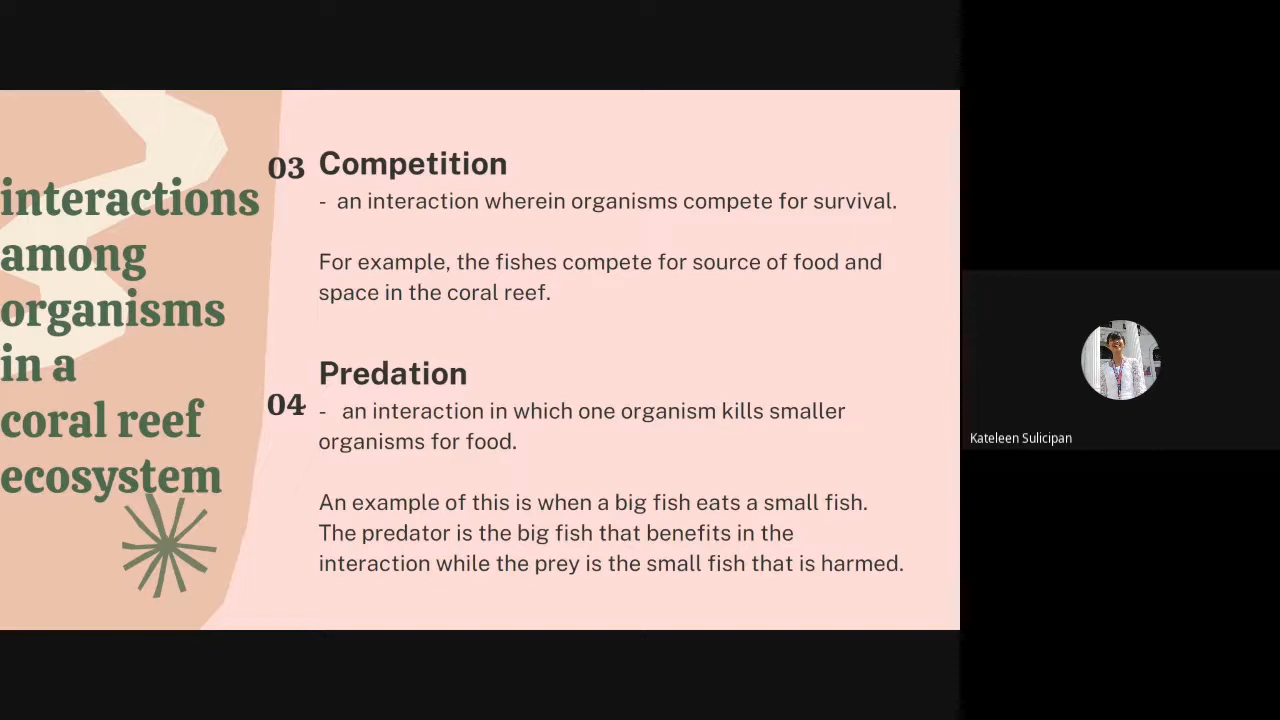 interactions
among
organisms
in a
coral reef
ecosystem
03 Competition
- an interaction wherein organisms compete for survival.
For example, the fishes compete for source of food and
space in the coral reef.
Predation
04 - an interaction in which one organism kills smaller
organisms for food.
An example of this is when a big fish eats a small fish.
The predator is the big fish that benefits in the
interaction while the prey is the small fish that is harmed.
Kateleen Sulicipan